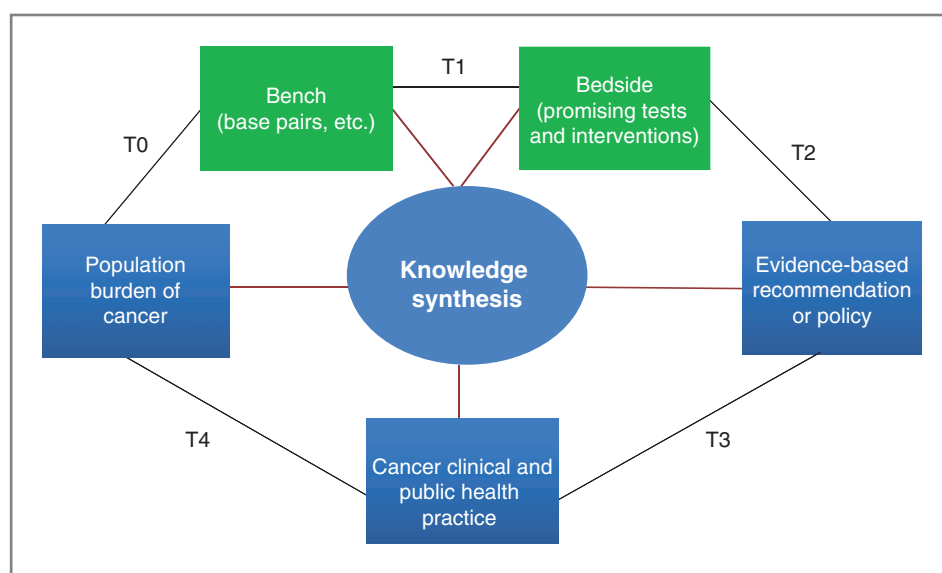 T1
Bench
(base pairs, etc.)
Bedside
(promising tests
and interventions)
T0
T2
Population
burden of
cancer
Knowledge
synthesis
Evidence-based
recommendation
or policy
T4
T3
Cancer clinical and
public health
practice